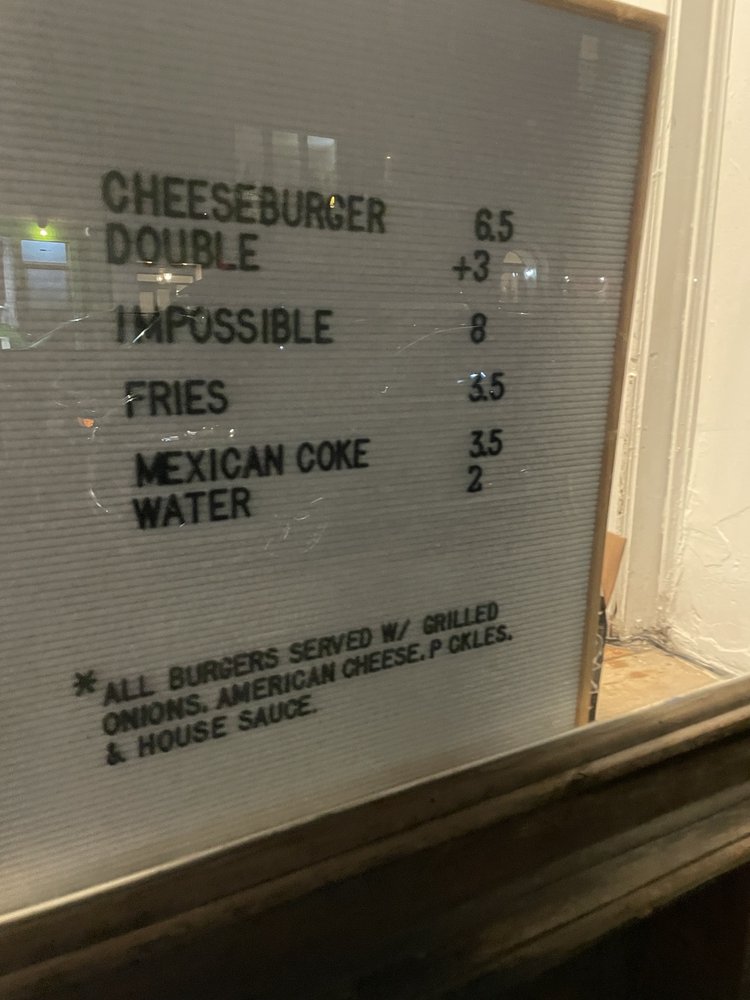 CHEESEBURGER 6.5
DOUBLE +3
IMPOSSIBLE 8
FRIES 3.5
MEXICAN COKE 3.5
WATER 2
*ALL BURGERS SERVED W/ GRILLED
ONIONS, AMERICAN CHEESE, P CKLES,
& HOUSE SAUCE.